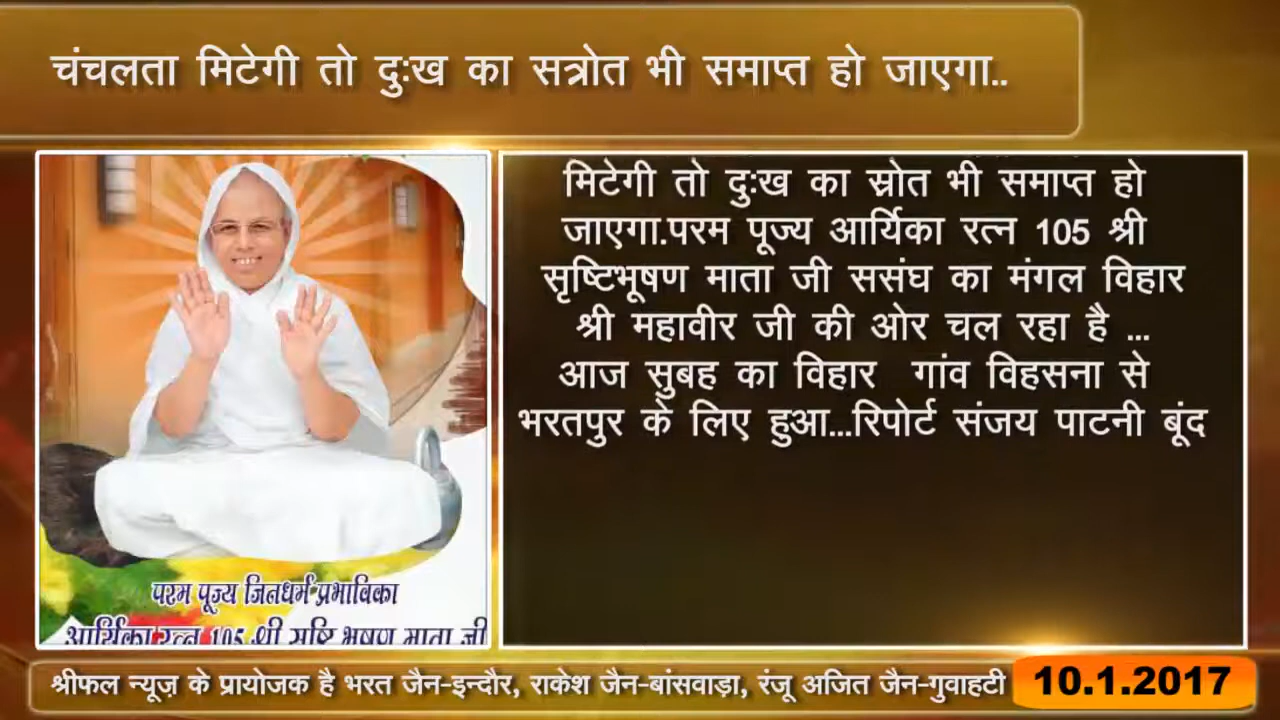 चंचलता मिटेगी तो दुःख का सत्रोत भी समाप्त हो जाएगा..
मिटेगी तो दुःख का स्रोत भी समाप्त हो
जाएगा.परम पूज्य आर्यिका रत्न 105 श्री
सृष्टिभूषण माता जी ससंघ का मंगल विहार
श्री महावीर जी की ओर चल रहा है ...
आज सुबह का विहार गांव विहसना से
भरतपुर के लिए हुआ...रिपोर्ट संजय पाटनी बूंद
परम पूज्य जिनधर्म प्रभाविका
आर्यिका रत्न 105 श्री सृष्टि भूषण माता जी
श्रीफल न्यूज़ के प्रायोजक है भरत जैन-इन्दौर, राकेश जैन-बांसवाड़ा, रंजू अजित जैन-गुवाहटी
10.1.2017